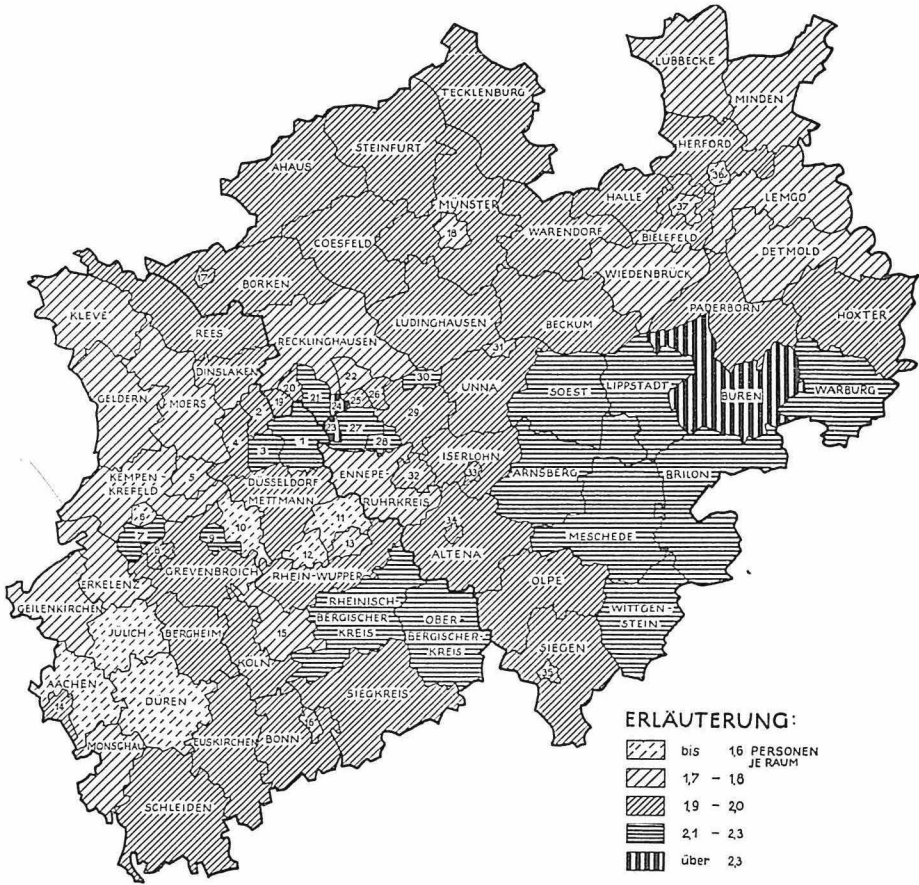 LÜBBECKE
TECKLENBURG
MINDEN
STEINFURT
HERFORD
AHAUS
36
HALLE
LEMGO
MÜNSTER
37
18
WARENDORF
BIELEFELD
COESFELD
DETMOLD
WIEDENBRÜCK
17
BORKEN
PADERBORN
HÖXTER
KLEVE
REES
LÜDINGHAUSEN
BECKUM
RECKLINGHAUSEN
31
DINSLAKEN
22
30
UNNA
SOEST
LIPPSTADT
BÜREN
WARBURG
GELDERN
MOERS
20
19
21
24
25
26
2
29
23
27
28
4
1
3
ISERLOHN
ENNEPE-
RUHRKREIS
32
33
ARNSBERG
BRILON
KEMPEN
KREFELD
5
DÜSSELDORF
METTMANN
6
7
8
9
10
11
12
13
34
ALTENA
MESCHEDE
GREVENBROICH
RHEIN-WUPPER
OLPE
ERKELENZ
GEILENKIRCHEN
RHEINISCH-
BERGISCHER
KREIS
OBER
BERGISCHER-
KREIS
WITTGEN-
STEIN
JÜLICH
BERGHEIM
15
SIEGEN
KÖLN
35
AACHEN
14
DÜREN
SIEGKREIS
16
MONSCHAU
EUSKIRCHEN
BONN
SCHLEIDEN
ERLÄUTERUNG:
bis 1,6 PERSONEN
JE RAUM
1,7 – 1,8
1,9 – 2,0
2,1 – 2,3
über 2,3